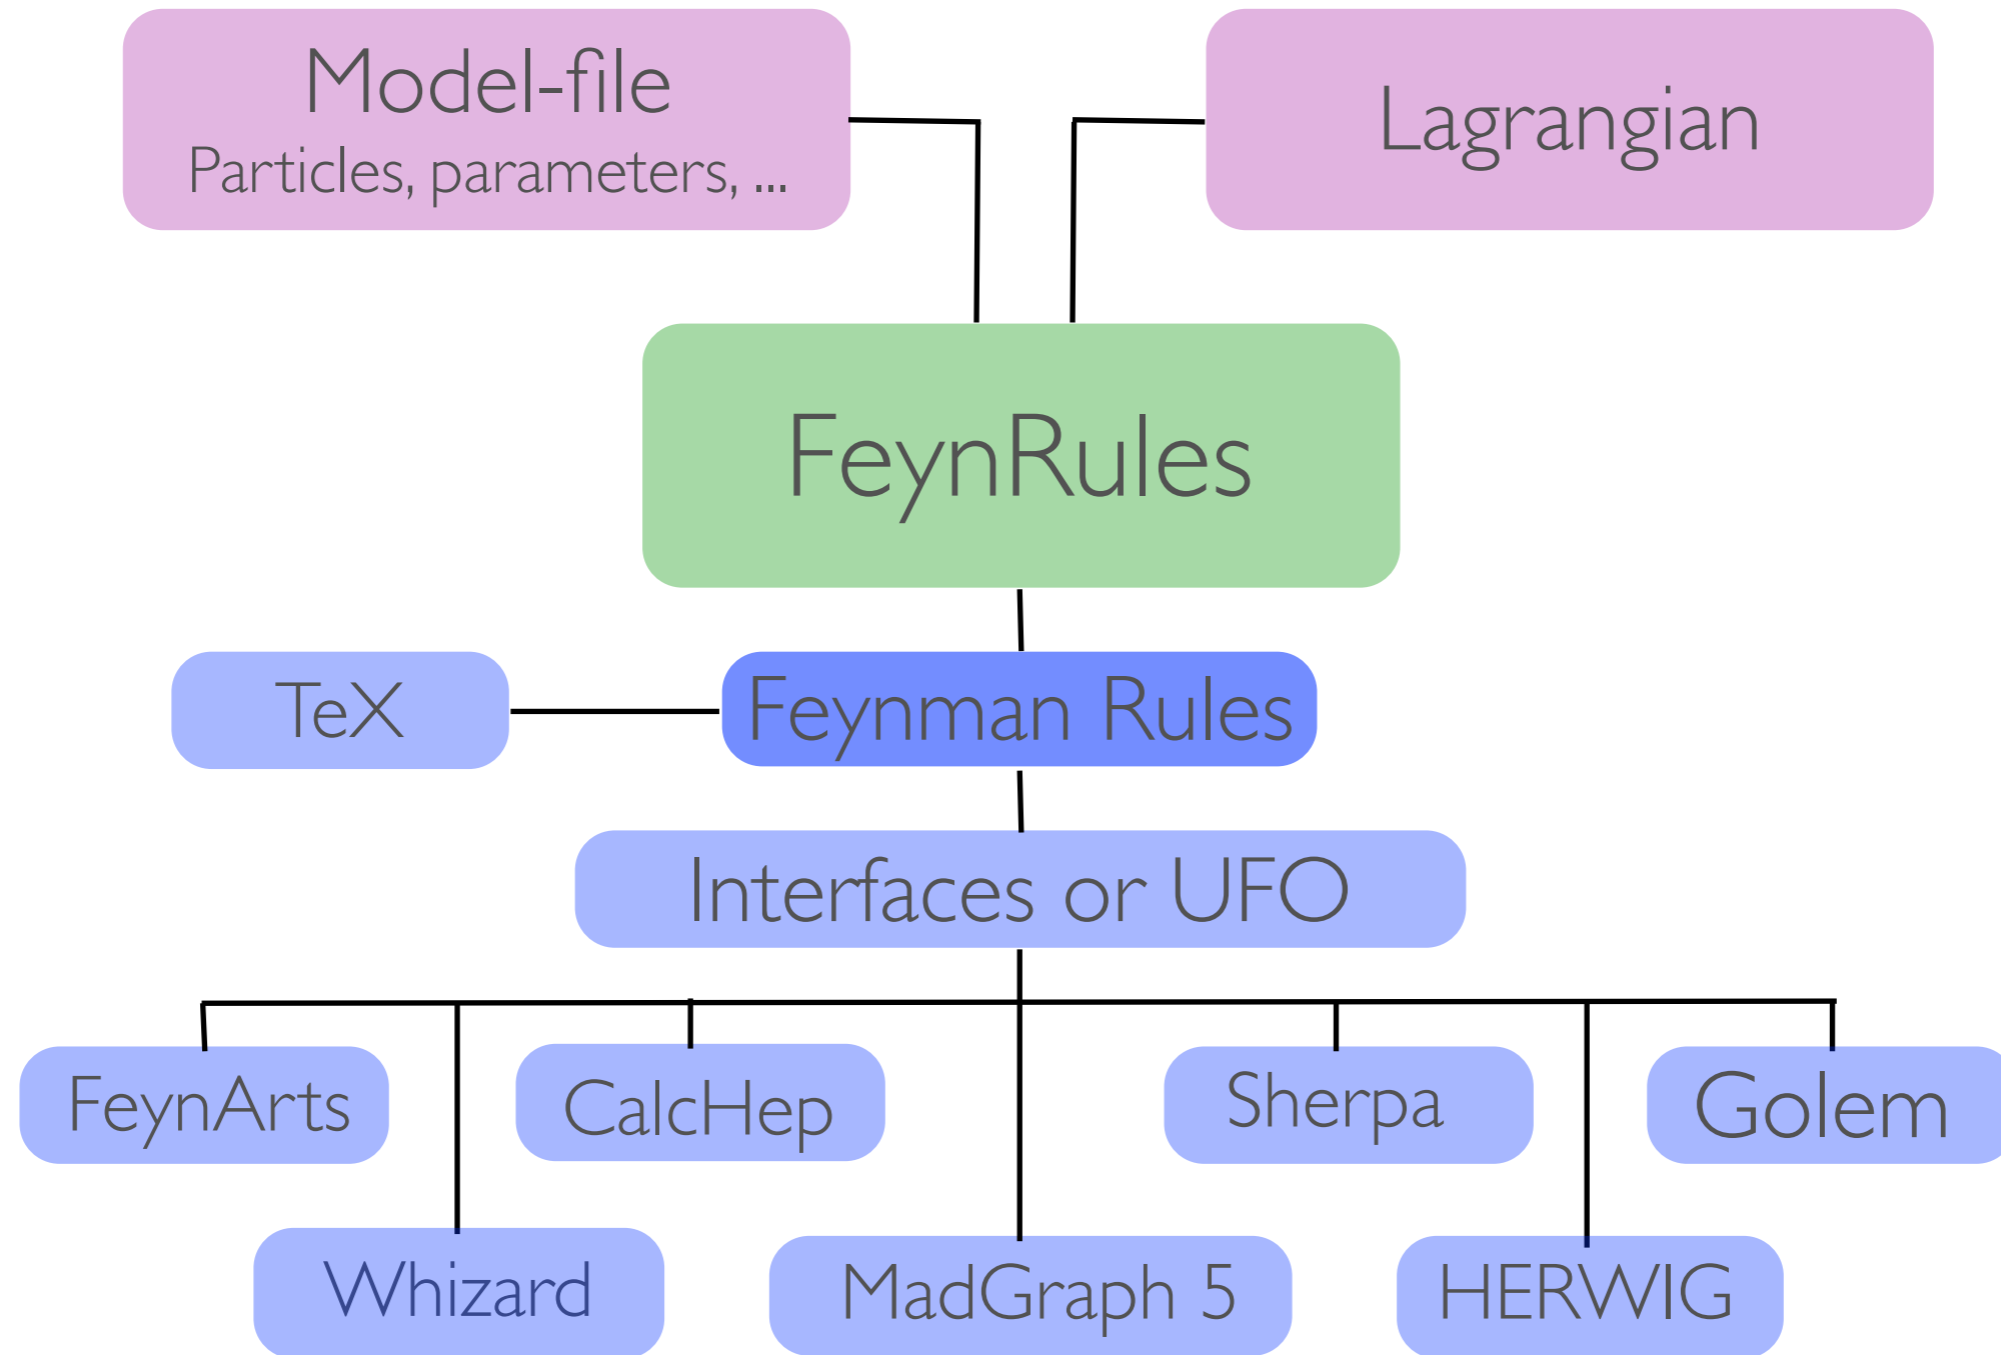 Model-file
Particles, parameters, ...
Lagrangian
FeynRules
TeX
Feynman Rules
Interfaces or UFO
FeynArts
CalcHep
Sherpa
Golem
Whizard
MadGraph 5
HERWIG